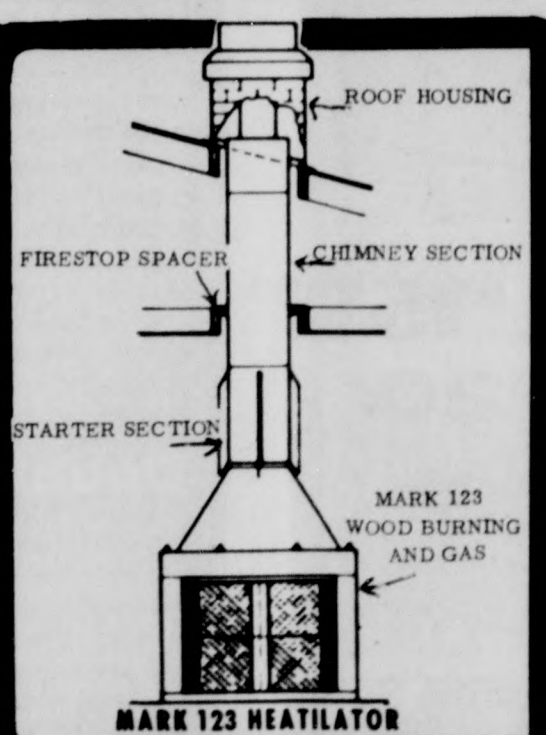 ROOF HOUSING
CHIMNEY SECTION
FIRESTOP SPACER
STARTER SECTION
MARK 123
WOOD BURNING
AND GAS
MARK 123 HEATILATOR